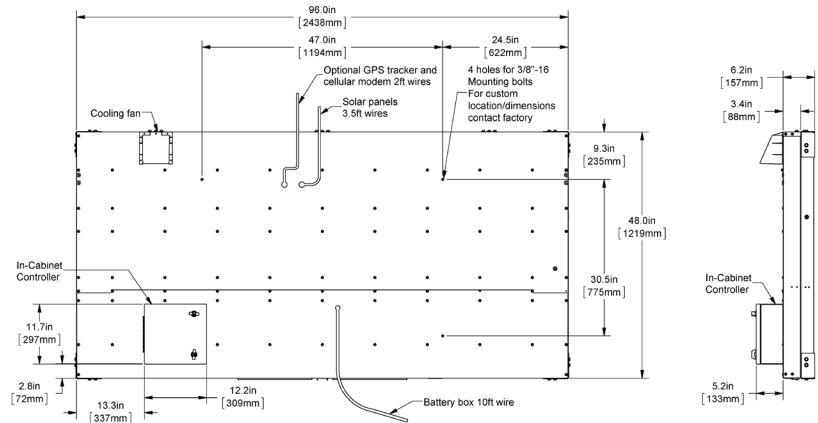 96.0in
[2438mm]
47.0in
[1194mm]
24.5in
[622mm]
Optional GPS tracker and
cellular modem 2ft wires
Solar panels
3.5ft wires
4 holes for 3/8"-16
Mounting bolts
For custom
location/dimensions
contact factory
Cooling fan
9.3in
[235mm]
48.0in
[1219mm]
30.5in
[775mm]
In-Cabinet
Controller
11.7in
[297mm]
2.8in
[72mm]
13.3in
[337mm]
12.2in
[309mm]
Battery box 10ft wire
6.2in
[157mm]
3.4in
[88mm]
In-Cabinet
Controller
5.2in
[133mm]